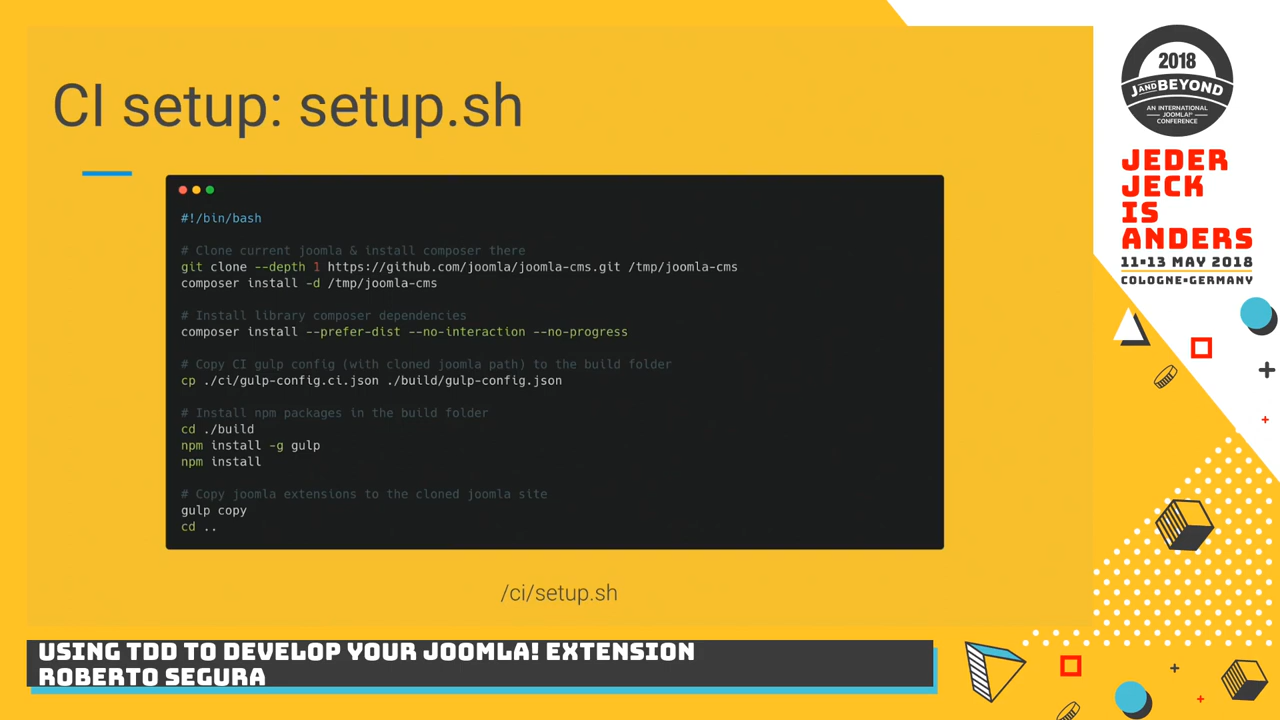 CI setup: setup.sh
#!/bin/bash
# Clone current joomla & install composer there
git clone --depth 1 https://github.com/joomla/joomla-cms.git /tmp/joomla-cms
composer install -d /tmp/joomla-cms
# Install library composer dependencies
composer install --prefer-dist --no-interaction --no-progress
# Copy CI gulp config (with cloned joomla path) to the build folder
cp ./ci/gulp-config.ci.json ./build/gulp-config.json
# Install npm packages in the build folder
cd ./build
npm install -g gulp
npm install
# Copy joomla extensions to the cloned joomla site
gulp copy
cd ..
/ci/setup.sh
USING TDD TO DEVELOP YOUR JOOMLA! EXTENSION
ROBERTO SEGURA
2018
JANDBEYOND
AN INTERNATIONAL
JOOMLA!®
CONFERENCE
JEDER
JECK
IS
ANDERS
11-13 MAY 2018
COLOGNE-GERMANY